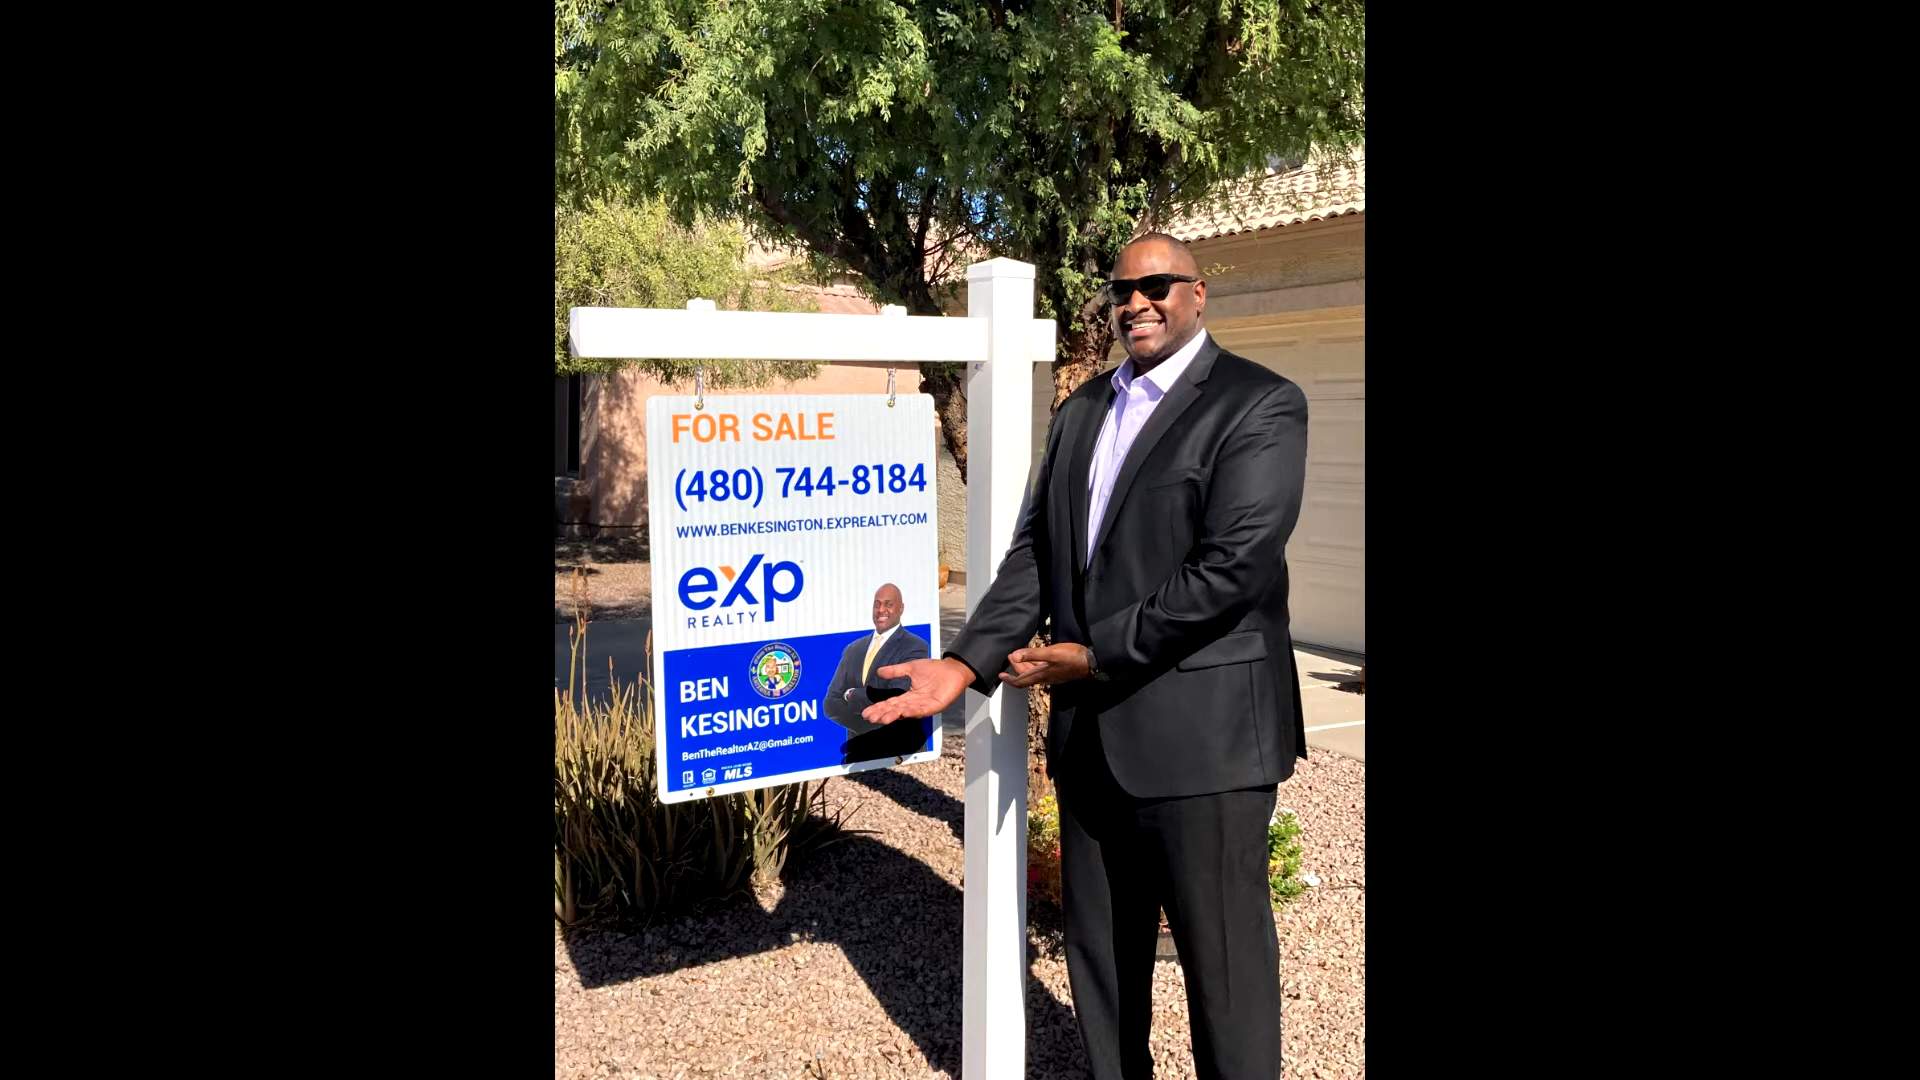 FOR SALE
(480) 744-8184
WWW.BENKESINGTON.EXPREALTY.COM
exp
REALTY
BEN
KESINGTON
BenTheRealtorAZ@Gmail.com
MLS